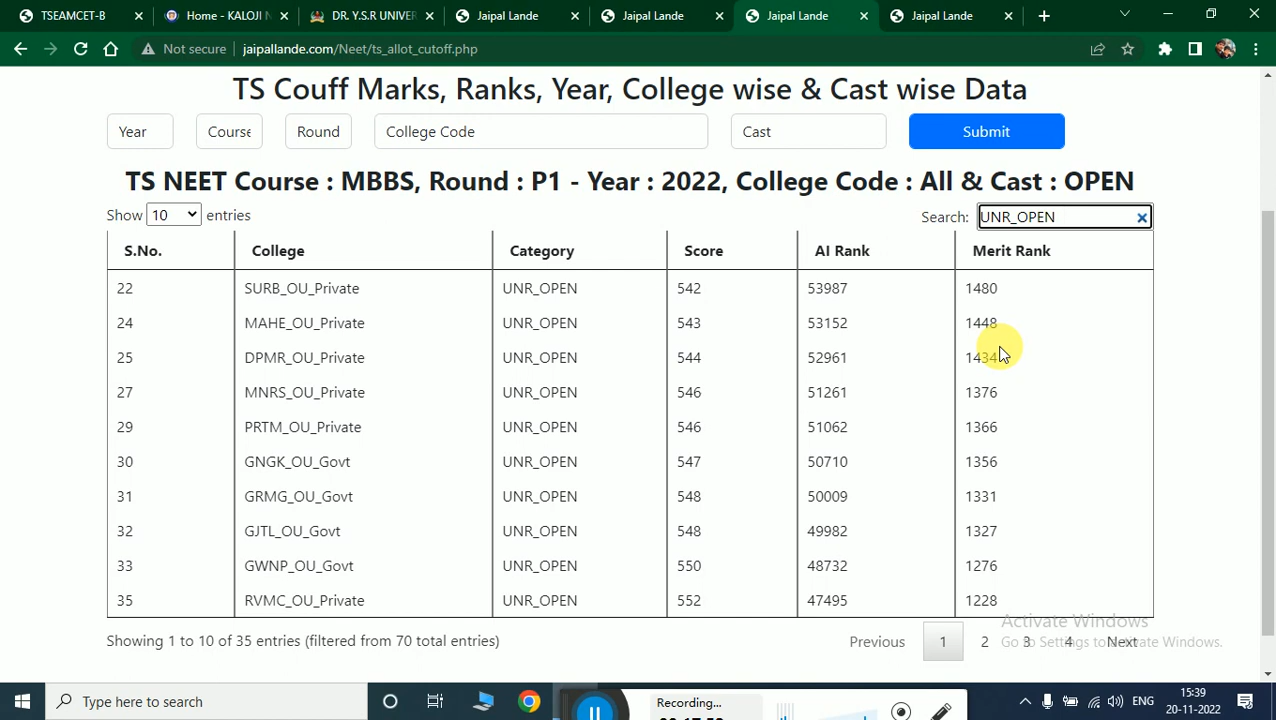 TSEAMCET-B
Home - KALOJI N
DR. Y.S.R UNIVER
Jaipal Lande
Jaipal Lande
Jaipal Lande
Jaipal Lande
Not secure
jaipallande.com/Neet/ts_allot_cutoff.php
TS Couff Marks, Ranks, Year, College wise & Cast wise Data
Year Course Round College Code Cast Submit
TS NEET Course : MBBS, Round : P1 - Year : 2022, College Code : All & Cast : OPEN
Show 10 entries Search: UNR_OPEN
S.No. College Category Score AI Rank Merit Rank
22 SURB_OU_Private UNR_OPEN 542 53987 1480
24 MAHE_OU_Private UNR_OPEN 543 53152 1448
25 DPMR_OU_Private UNR_OPEN 544 52961 1434
27 MNRS_OU_Private UNR_OPEN 546 51261 1376
29 PRTM_OU_Private UNR_OPEN 546 51062 1366
30 GNGK_OU_Govt UNR_OPEN 547 50710 1356
31 GRMG_OU_Govt UNR_OPEN 548 50009 1331
32 GJTL_OU_Govt UNR_OPEN 548 49982 1327
33 GWNP_OU_Govt UNR_OPEN 550 48732 1276
35 RVMC_OU_Private UNR_OPEN 552 47495 1228
Activate Windows
Go to Settings to activate Windows.
Showing 1 to 10 of 35 entries (filtered from 70 total entries) Previous 1 2 3 4 Next
Type here to search
Recording...
ENG
15:39
20-11-2022